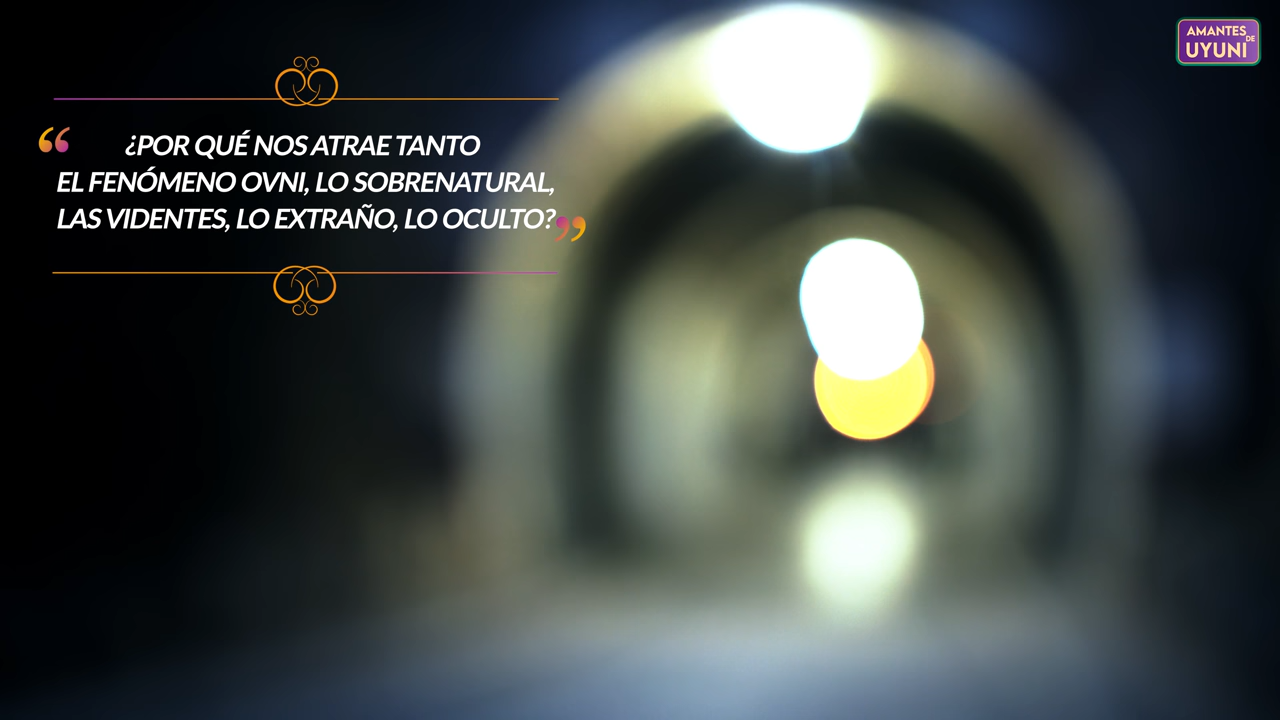 AMANTES
DE
UYUNI
“ ¿POR QUÉ NOS ATRAE TANTO
EL FENÓMENO OVNI, LO SOBRENATURAL,
LAS VIDENTES, LO EXTRAÑO, LO OCULTO? ”